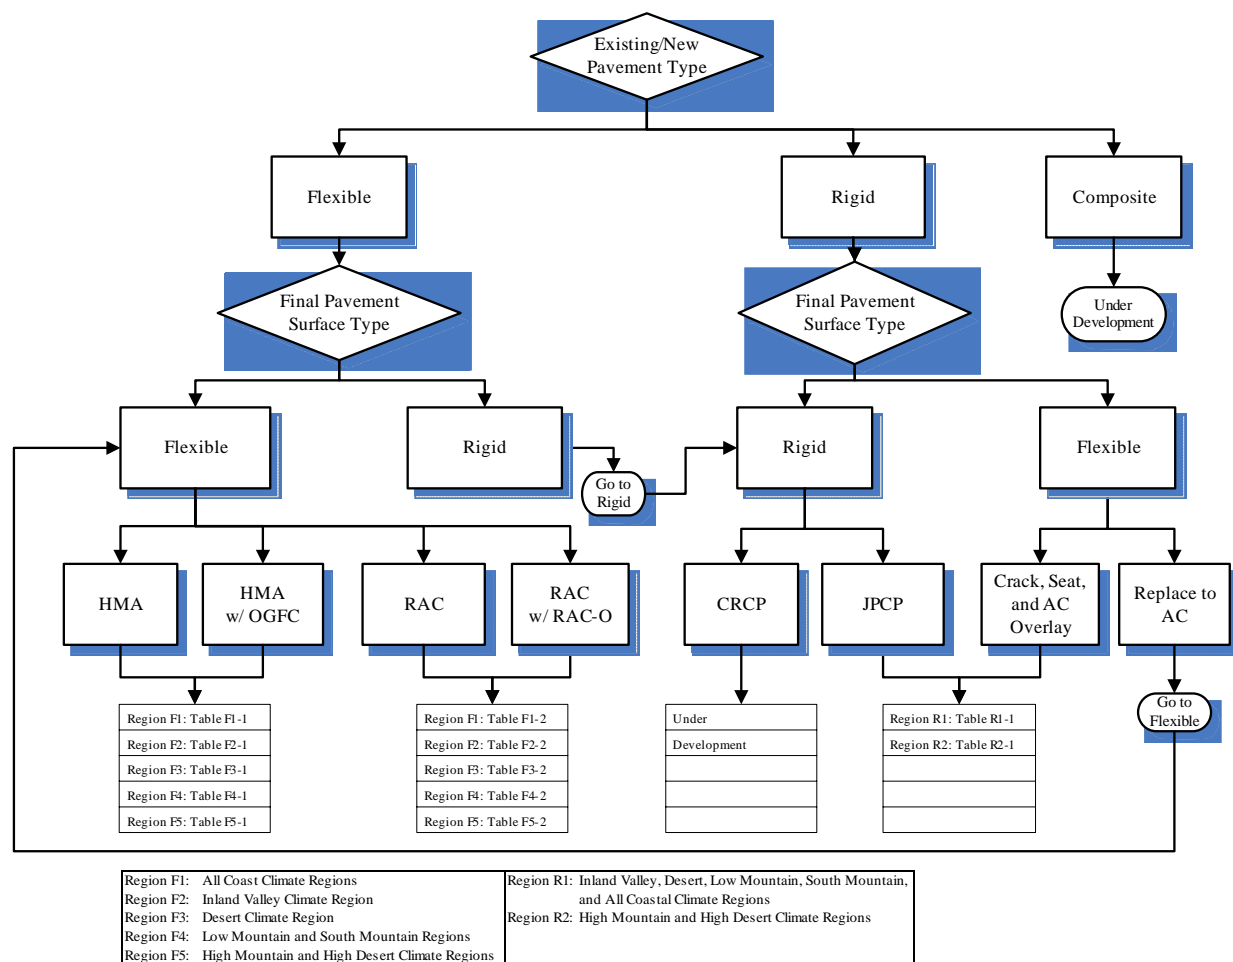 Existing/New
Pavement Type
Flexible
Rigid
Composite
Final Pavement
Surface Type
Final Pavement
Surface Type
Under
Development
Flexible
Rigid
Go to
Rigid
Rigid
Flexible
HMA
HMA
w/ OGFC
RAC
RAC
w/ RAC-O
CRCP
JPCP
Crack, Seat,
and AC
Overlay
Replace to
AC
Go to
Flexible
Region F1: Table F1-1
Region F2: Table F2-1
Region F3: Table F3-1
Region F4: Table F4-1
Region F5: Table F5-1
Region F1: Table F1-2
Region F2: Table F2-2
Region F3: Table F3-2
Region F4: Table F4-2
Region F5: Table F5-2
Under
Development
Region R1: Table R1-1
Region R2: Table R2-1
Region F1: All Coast Climate Regions
Region F2: Inland Valley Climate Region
Region F3: Desert Climate Region
Region F4: Low Mountain and South Mountain Regions
Region F5: High Mountain and High Desert Climate Regions
Region R1: Inland Valley, Desert, Low Mountain, South Mountain,
and All Coastal Climate Regions
Region R2: High Mountain and High Desert Climate Regions